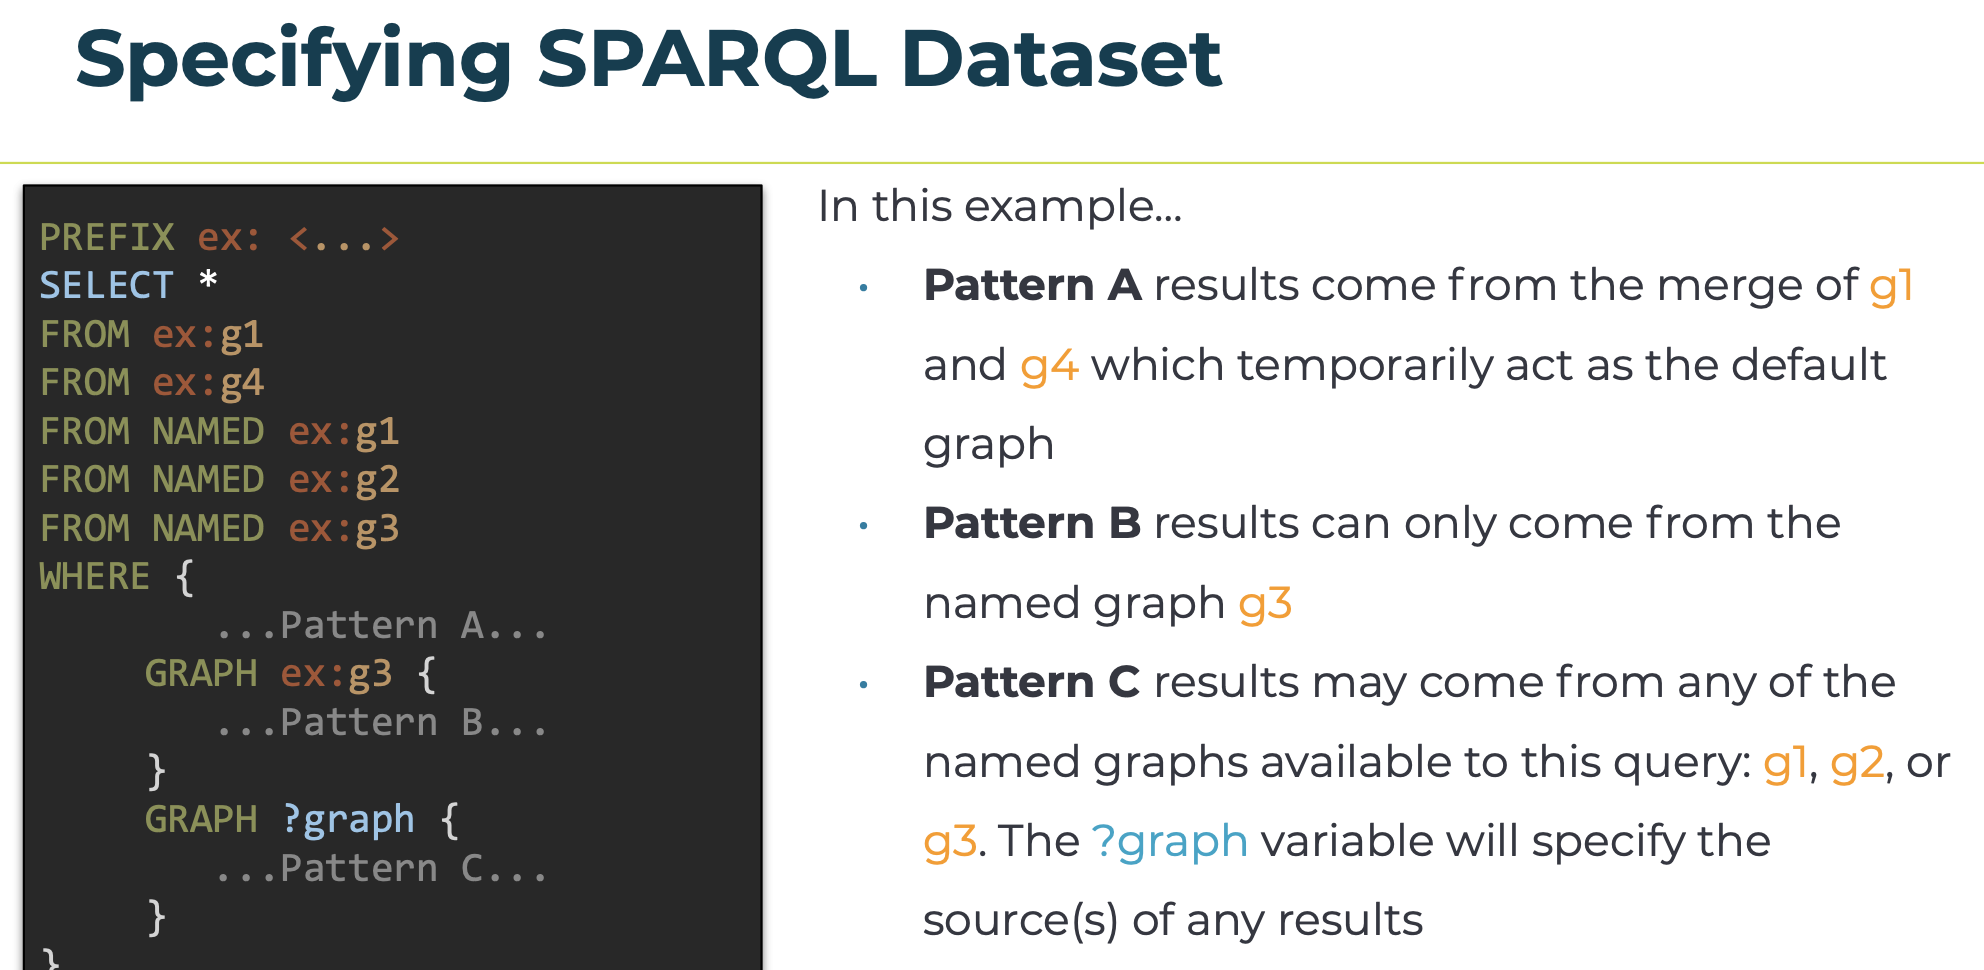 Specifying SPARQL Dataset
PREFIX ex: <...>
SELECT *
FROM ex:g1
FROM ex:g4
FROM NAMED ex:g1
FROM NAMED ex:g2
FROM NAMED ex:g3
WHERE {
...Pattern A...
GRAPH ex:g3 {
...Pattern B...
}
GRAPH ?graph {
...Pattern C...
}
}
In this example...
• Pattern A results come from the merge of g1
and g4 which temporarily act as the default
graph
• Pattern B results can only come from the
named graph g3
• Pattern C results may come from any of the
named graphs available to this query: g1, g2, or
g3. The ?graph variable will specify the
source(s) of any results